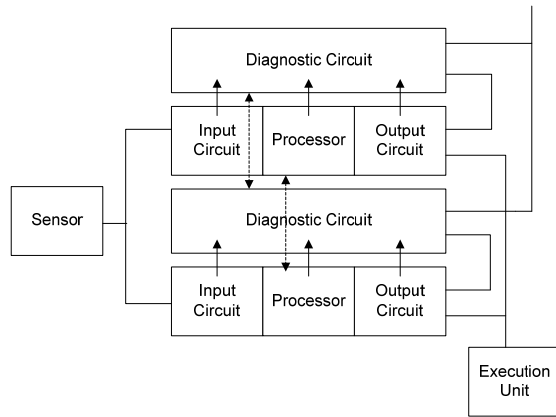 Diagnostic Circuit
Input
Circuit
Processor
Output
Circuit
Sensor
Diagnostic Circuit
Input
Circuit
Processor
Output
Circuit
Execution
Unit